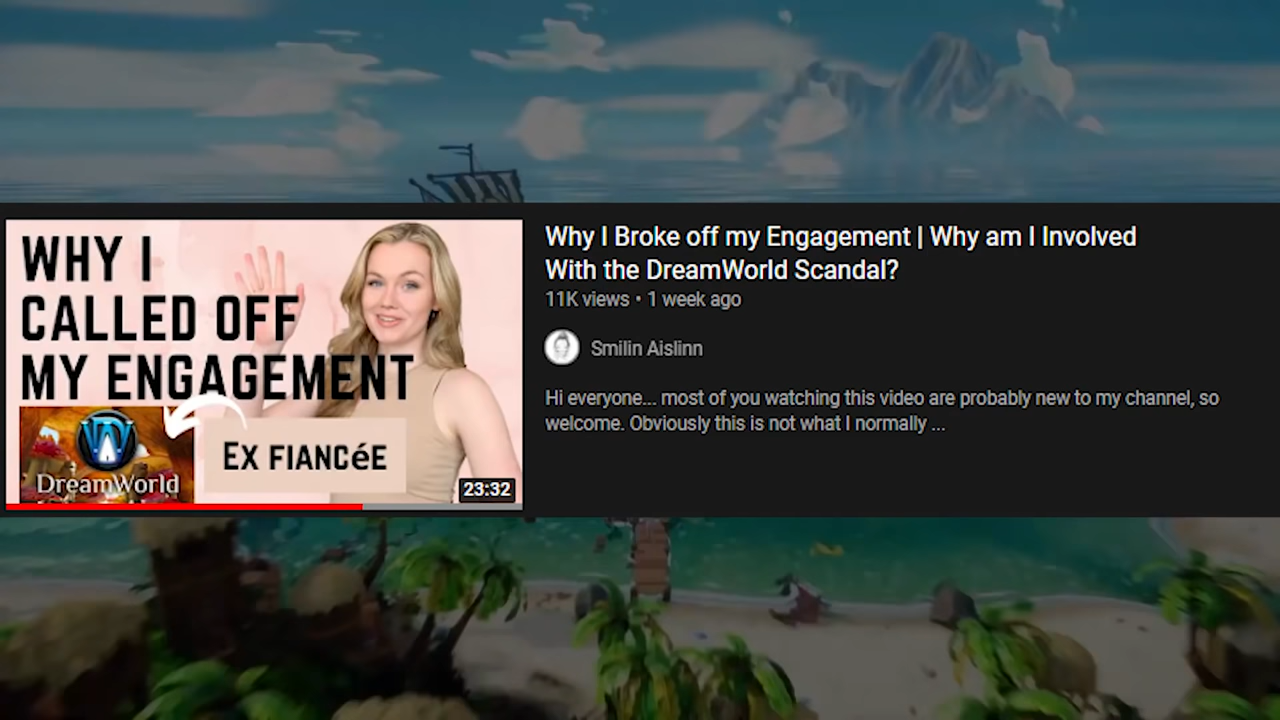 WHY I
CALLED OFF
MY ENGAGEMENT
DreamWorld
EX FIANCéE
23:32
Why I Broke off my Engagement | Why am I Involved
With the DreamWorld Scandal?
11K views • 1 week ago
Smilin Aislinn
Hi everyone... most of you watching this video are probably new to my channel, so
welcome. Obviously this is not what I normally ...